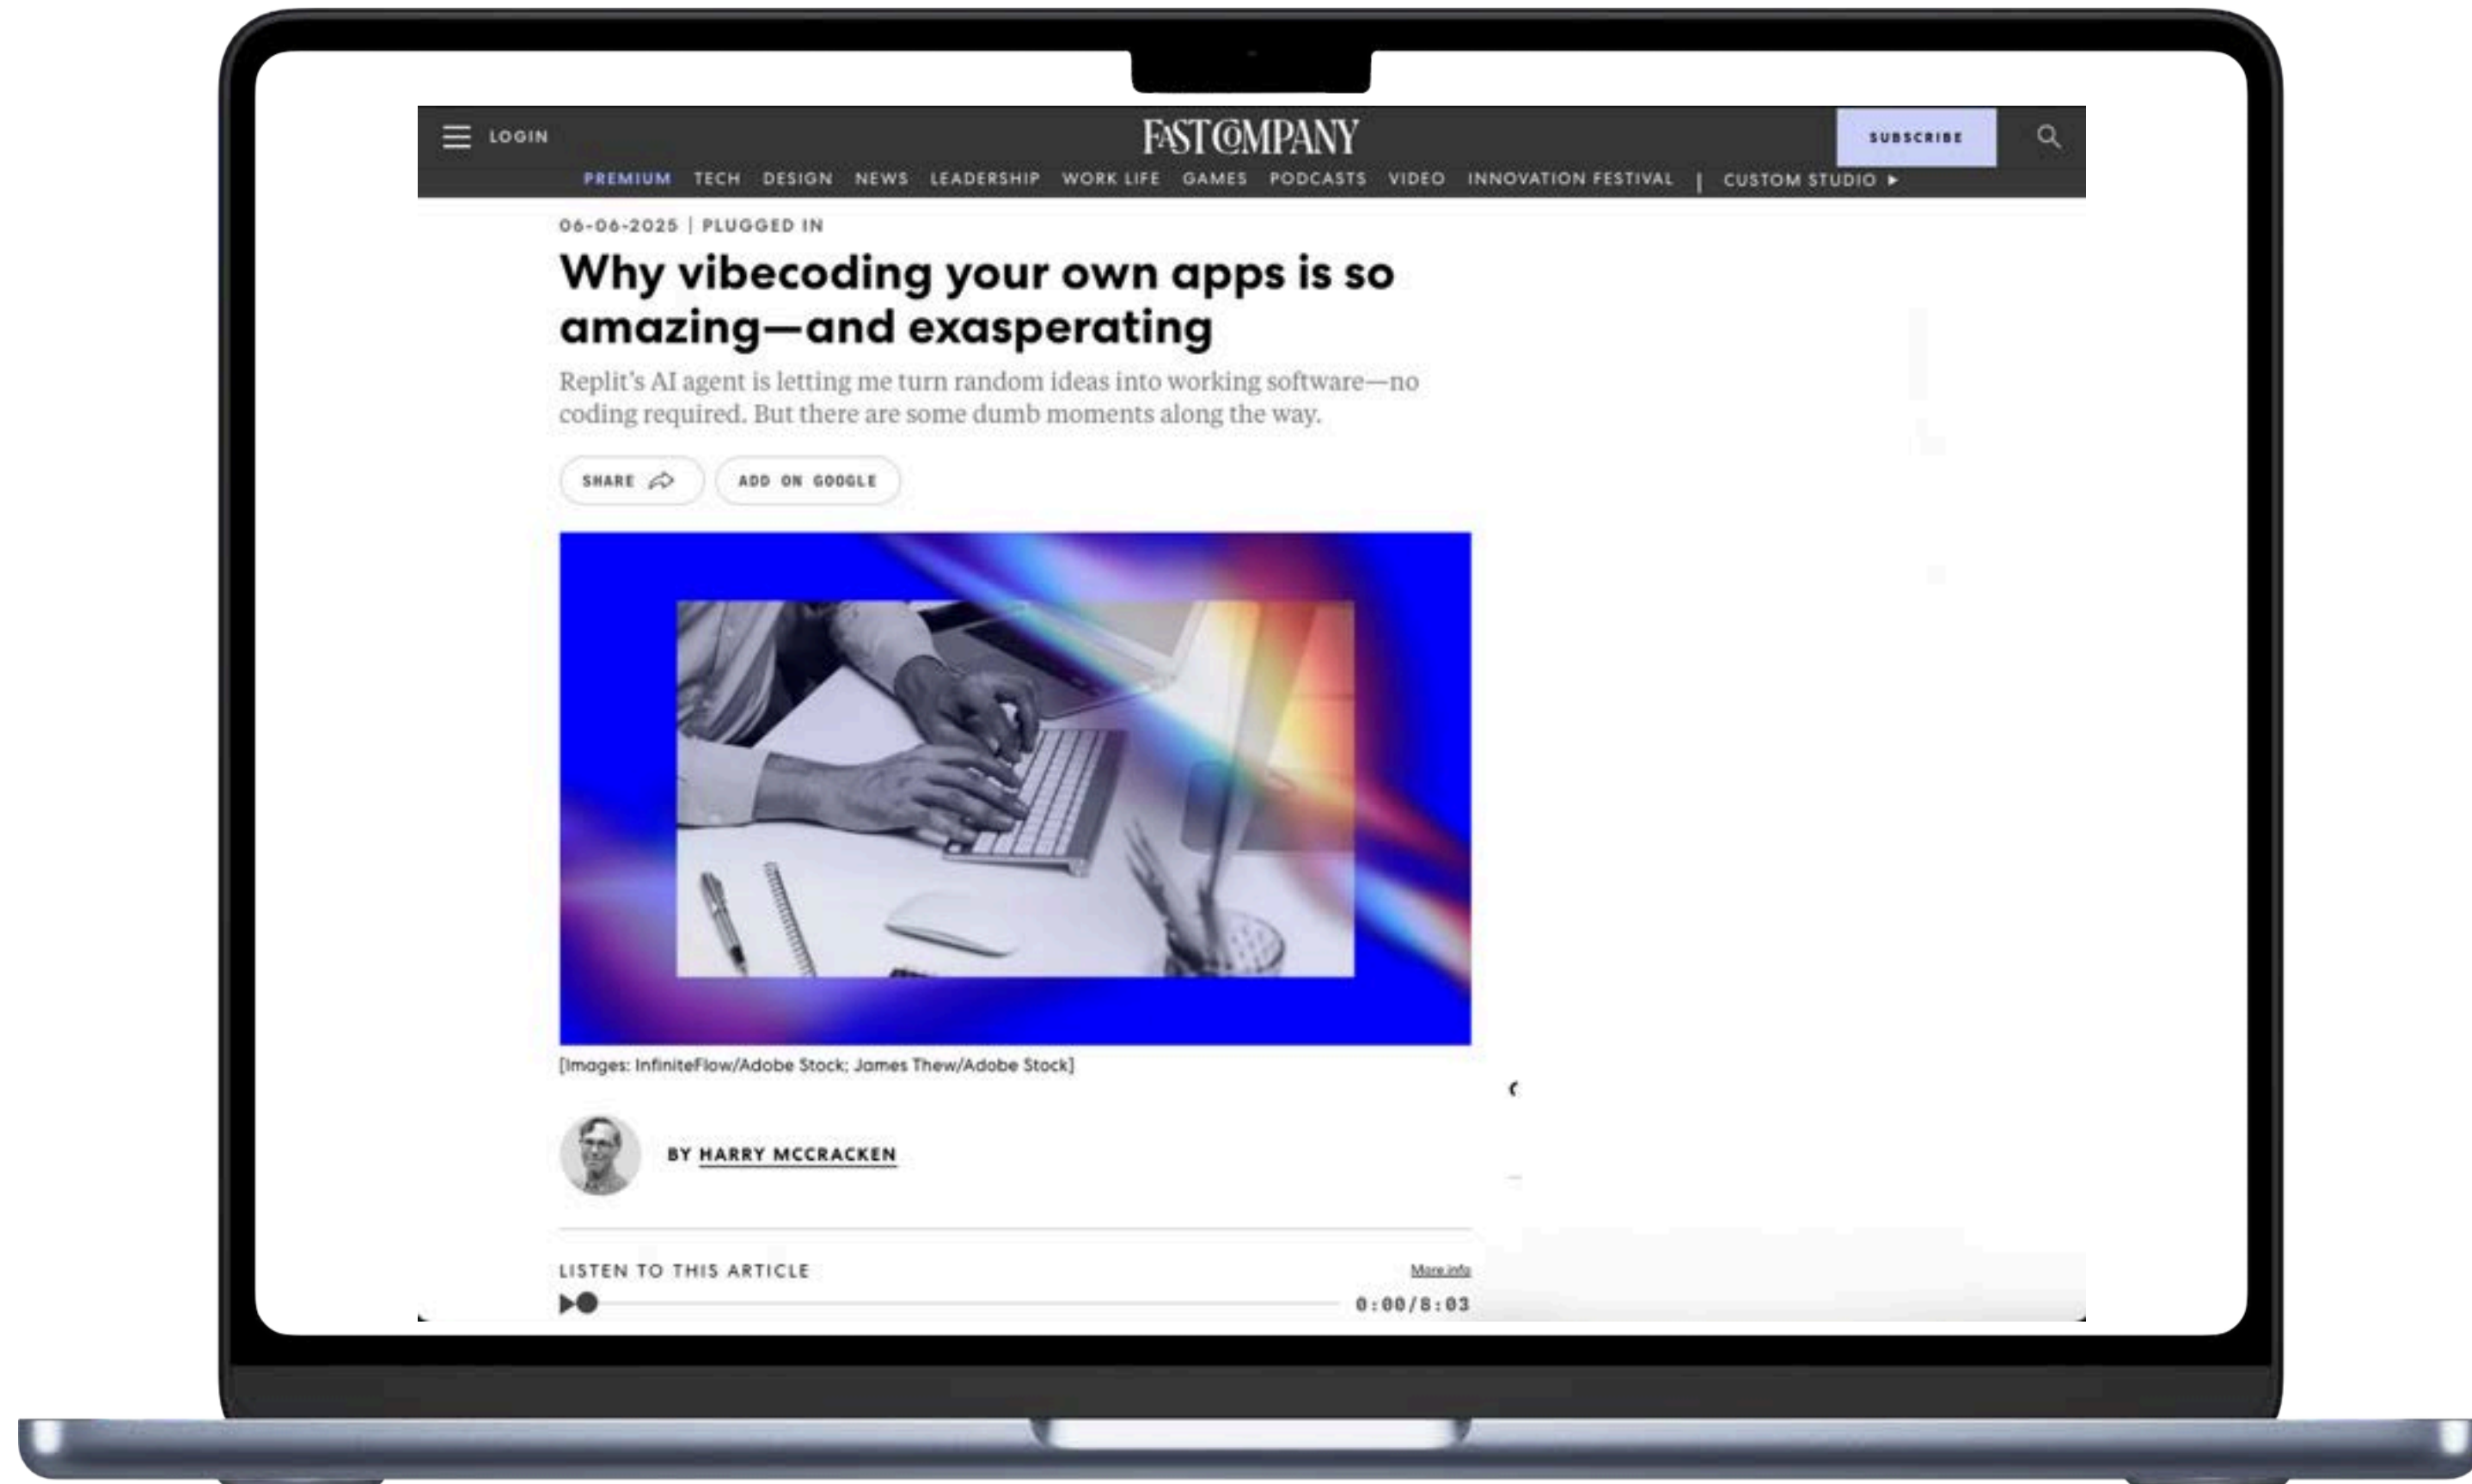 LOGIN
FAST COMPANY
SUBSCRIBE
PREMIUM TECH DESIGN NEWS LEADERSHIP WORK LIFE GAMES PODCASTS VIDEO INNOVATION FESTIVAL | CUSTOM STUDIO
06-06-2025 | PLUGGED IN
Why vibecoding your own apps is so
amazing—and exasperating
Replit's AI agent is letting me turn random ideas into working software—no
coding required. But there are some dumb moments along the way.
SHARE
ADD ON GOOGLE
[Images: InfiniteFlow/Adobe Stock; James Thew/Adobe Stock]
BY HARRY MCCRACKEN
LISTEN TO THIS ARTICLE
More info
0:00/8:03